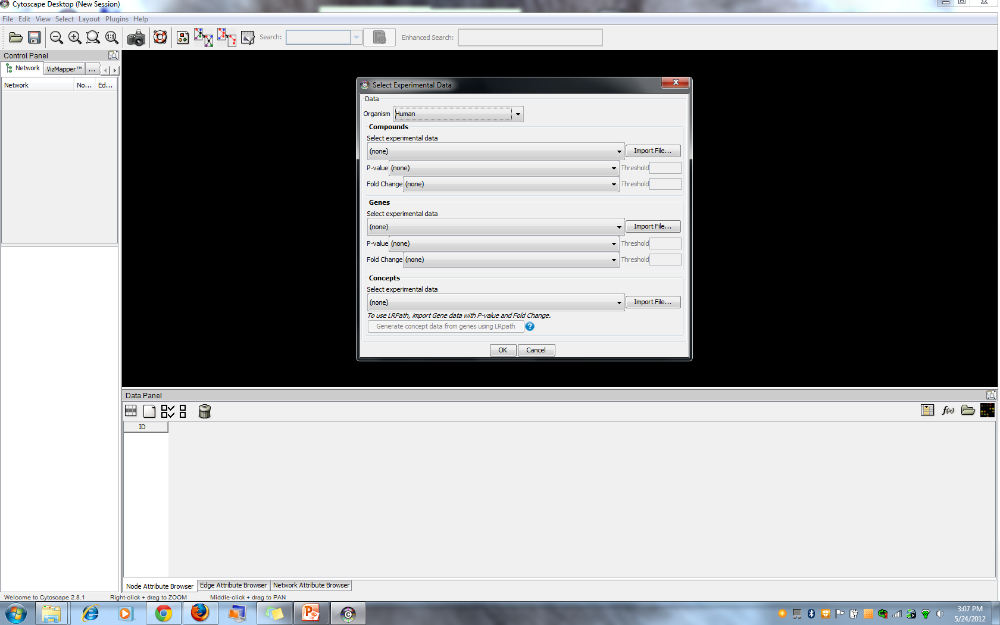 Cytoscape Desktop (New Session)
File Edit View Select Layout Plugins Help
Search: Enhanced Search:
Control Panel
Network VizMapper™ ...
Network No... Ed...
Select Experimental Data
Data
Organism Human
Compounds
Select experimental data
(none) Import File...
P-value (none) Threshold
Fold Change (none) Threshold
Genes
Select experimental data
(none) Import File...
P-value (none) Threshold
Fold Change (none) Threshold
Concepts
Select experimental data
(none) Import File...
To use LRPath, import Gene data with P-value and Fold Change.
Generate concept data from genes using LRpath ?
OK Cancel
Data Panel
f(x)
ID
Node Attribute Browser Edge Attribute Browser Network Attribute Browser
Welcome to Cytoscape 2.8.1 Right-click + drag to ZOOM Middle-click + drag to PAN
3:07 PM
5/24/2012